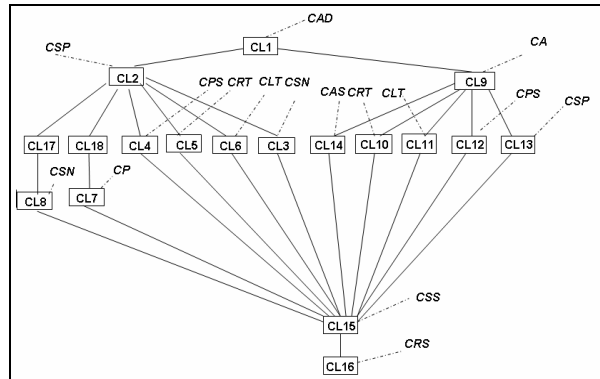 CAD
CL1
CSP
CA
CL2
CL9
CPS CRT CLT CSN CAS CRT CLT CPS CSP
CL17 CL18 CL4 CL5 CL6 CL3 CL14 CL10 CL11 CL12 CL13
CSN CP
CL8 CL7
CSS
CL15
CRS
CL16